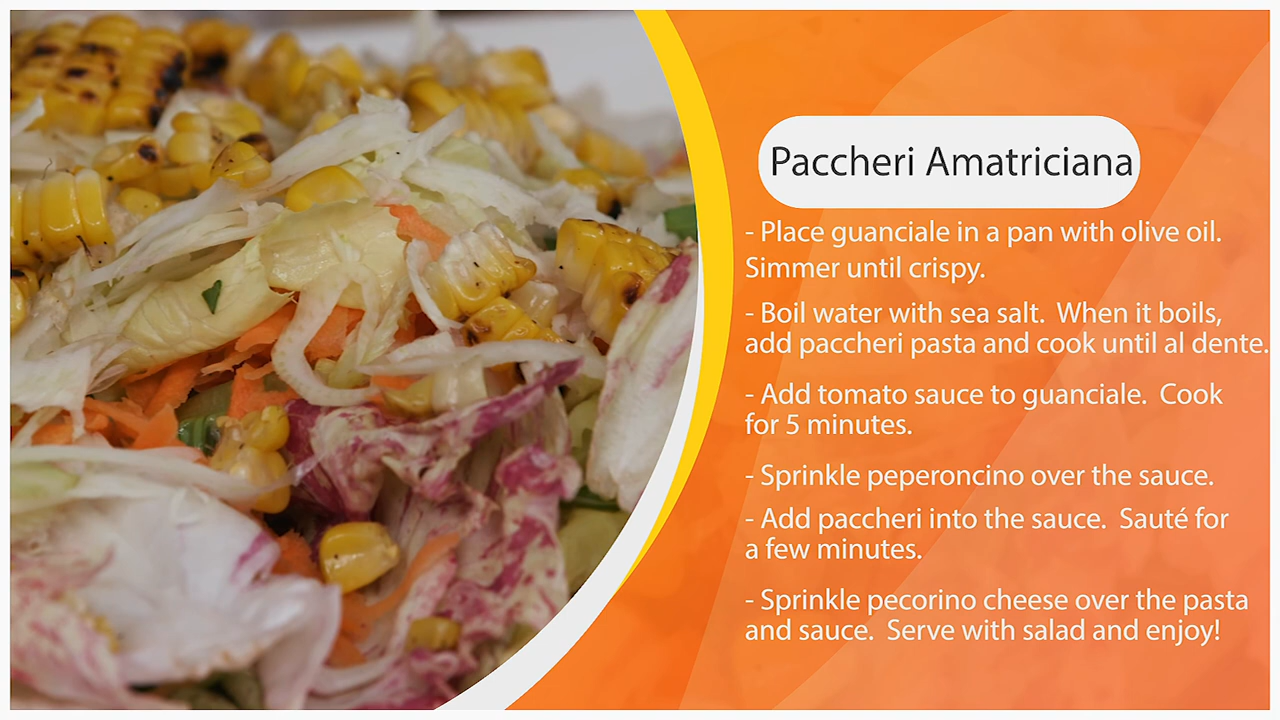 Paccheri Amatriciana
- Place guanciale in a pan with olive oil.
Simmer until crispy.
- Boil water with sea salt.  When it boils,
add paccheri pasta and cook until al dente.
- Add tomato sauce to guanciale.  Cook
for 5 minutes.
- Sprinkle peperoncino over the sauce.
- Add paccheri into the sauce.  Sauté for
a few minutes.
- Sprinkle pecorino cheese over the pasta
and sauce.  Serve with salad and enjoy!